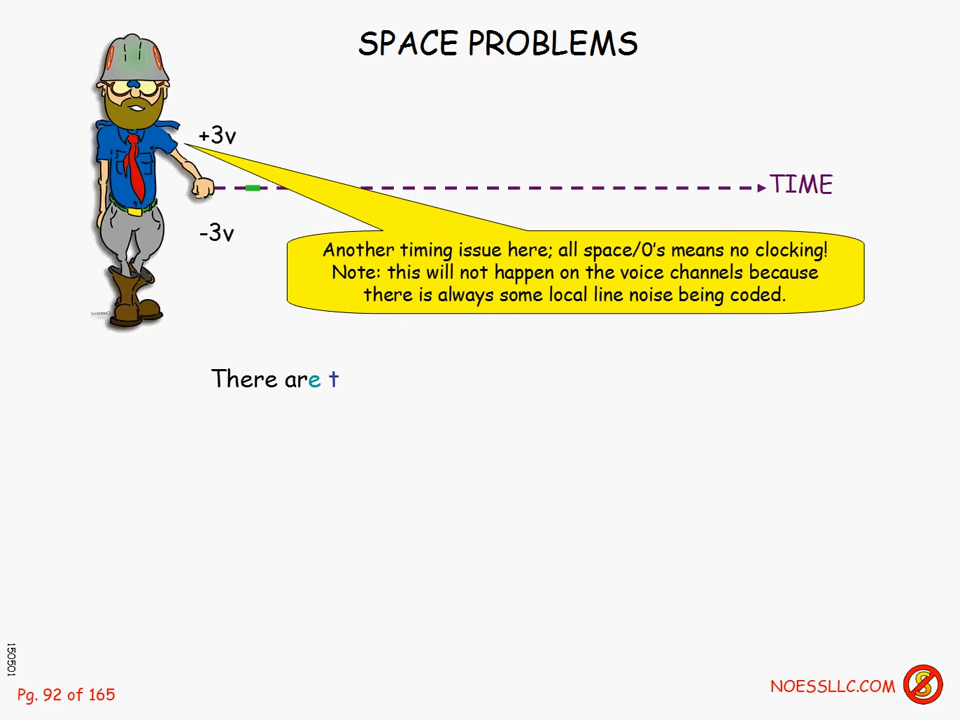 SPACE PROBLEMS
+3v
TIME
-3v
Another timing issue here; all space/0's means no clocking!
Note: this will not happen on the voice channels because
there is always some local line noise being coded.
There are t
150501
Pg. 92 of 165
NOESSLLC.COM
S